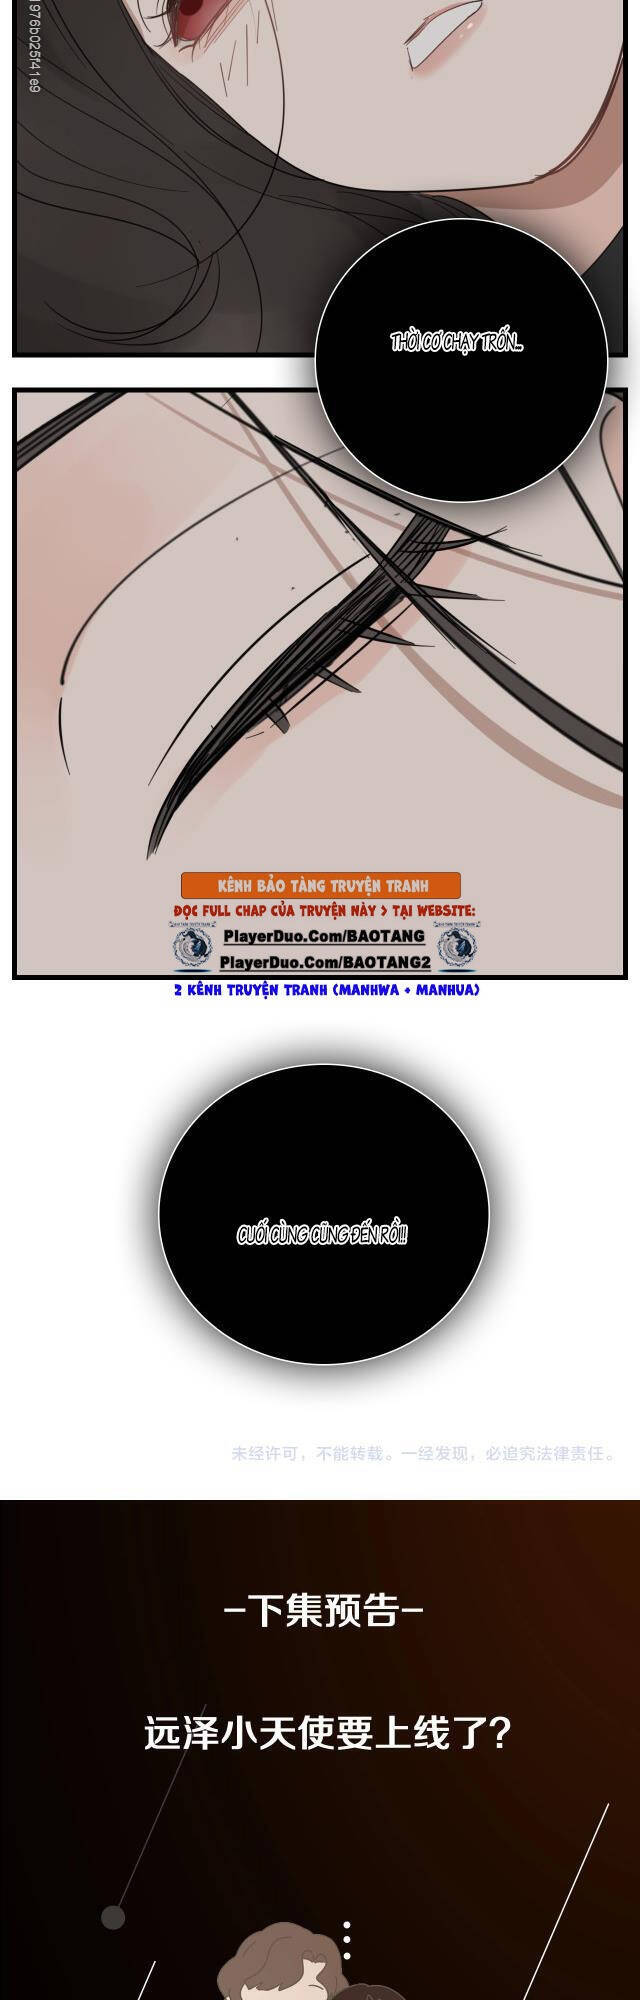 1976b025f41e9
THỜI CƠ CHẠY TRỐN...
KÊNH BẢO TÀNG TRUYỆN TRANH
ĐỌC FULL CHAP CỦA TRUYỆN NÀY > TẠI WEBSITE:
PlayerDuo.Com/BAOTANG
PlayerDuo.Com/BAOTANG2
2 KÊNH TRUYỆN TRANH (MANHWA + MANHUA)
CUỐI CÙNG CŨNG ĐẾN RỒI!!!
未经许可，不能转载。一经发现，必追究法律责任。
–下集预告–
远泽小天使要上线了？